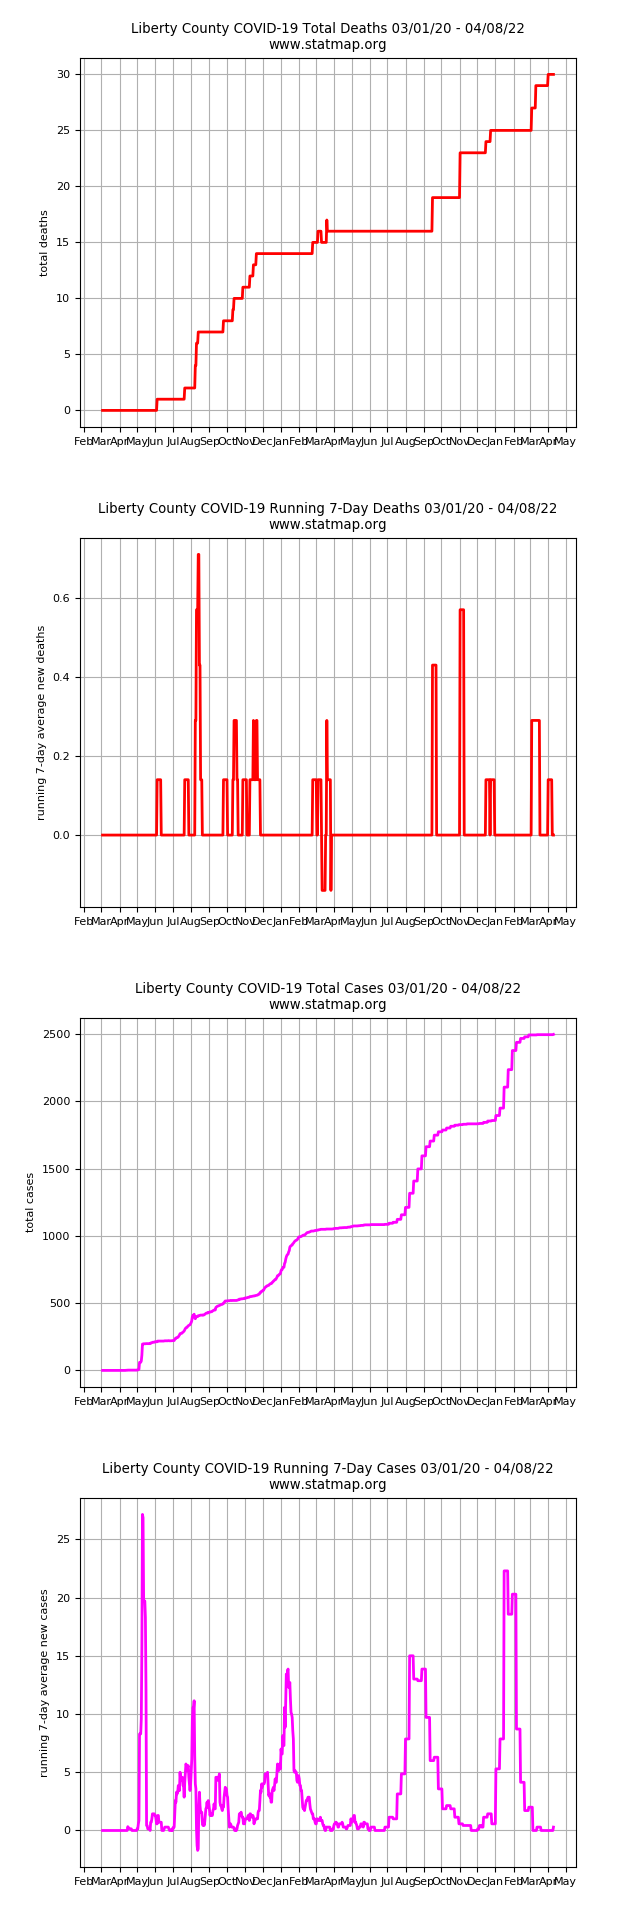 Liberty County COVID-19 Total Deaths 03/01/20 - 04/08/22
www.statmap.org
30
25
20
15
10
5
0
total deaths
Feb Mar Apr May Jun Jul Aug Sep Oct Nov Dec Jan Feb Mar Apr May Jun Jul Aug Sep Oct Nov Dec Jan Feb Mar Apr May
Liberty County COVID-19 Running 7-Day Deaths 03/01/20 - 04/08/22
www.statmap.org
0.6
0.4
0.2
0.0
running 7-day average new deaths
Feb Mar Apr May Jun Jul Aug Sep Oct Nov Dec Jan Feb Mar Apr May Jun Jul Aug Sep Oct Nov Dec Jan Feb Mar Apr May
Liberty County COVID-19 Total Cases 03/01/20 - 04/08/22
www.statmap.org
2500
2000
1500
1000
500
0
total cases
Feb Mar Apr May Jun Jul Aug Sep Oct Nov Dec Jan Feb Mar Apr May Jun Jul Aug Sep Oct Nov Dec Jan Feb Mar Apr May
Liberty County COVID-19 Running 7-Day Cases 03/01/20 - 04/08/22
www.statmap.org
25
20
15
10
5
0
running 7-day average new cases
Feb Mar Apr May Jun Jul Aug Sep Oct Nov Dec Jan Feb Mar Apr May Jun Jul Aug Sep Oct Nov Dec Jan Feb Mar Apr May